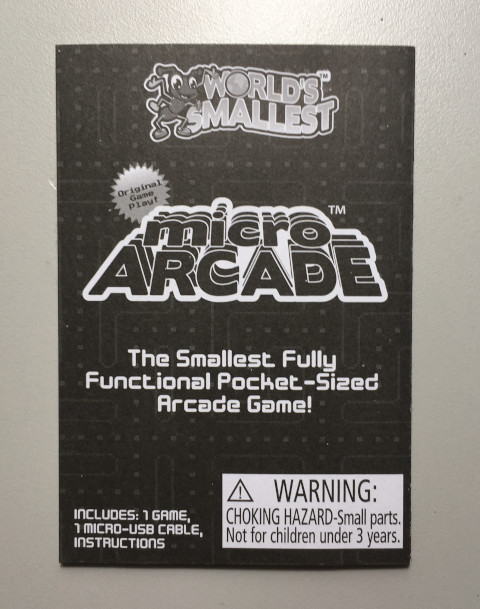 WORLD'S
SMALLEST™
Original
Game
Play!
micro™
ARCADE
The Smallest Fully
Functional Pocket-Sized
Arcade Game!
INCLUDES: 1 GAME,
1 MICRO-USB CABLE,
INSTRUCTIONS
WARNING:
CHOKING HAZARD-Small parts.
Not for children under 3 years.